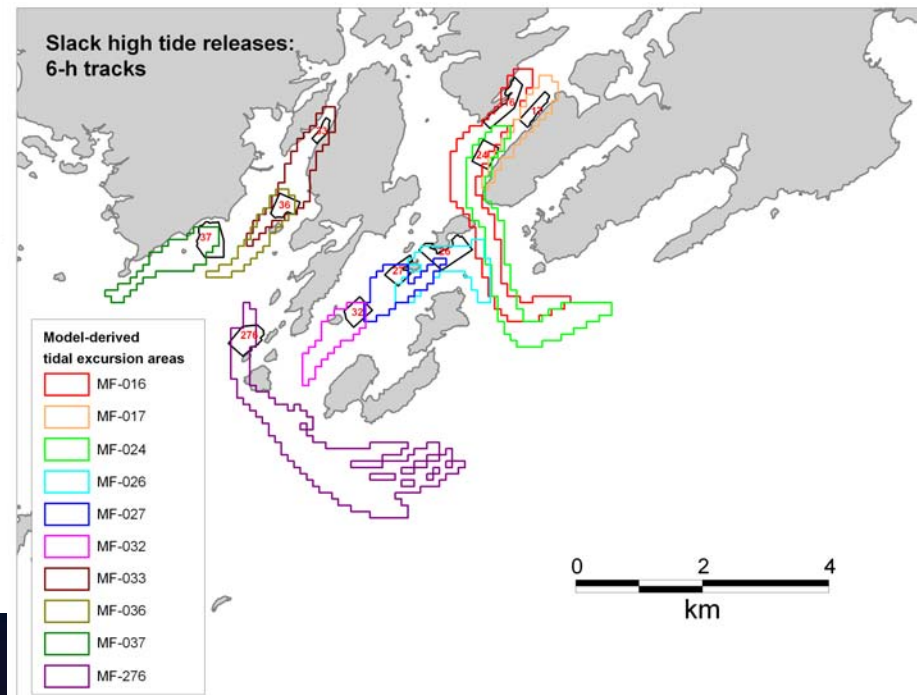 Slack high tide releases:
6-h tracks
16
17
24
33
36
37
26
27
32
276
Model-derived
tidal excursion areas
MF-016
MF-017
MF-024
MF-026
MF-027
MF-032
MF-033
MF-036
MF-037
MF-276
0 2 4
km